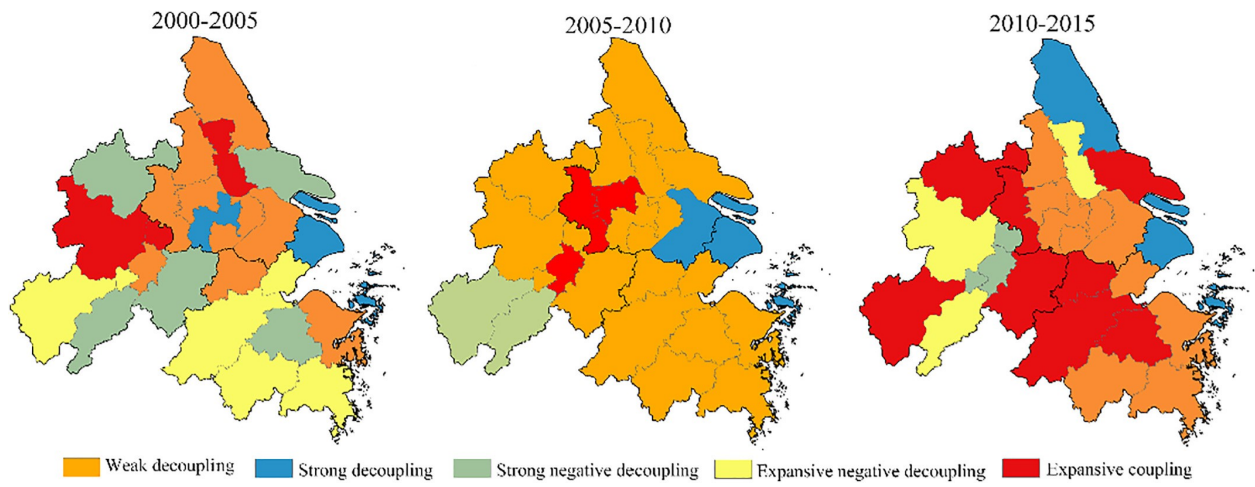 2000-2005
2005-2010
2010-2015
Weak decoupling
Strong decoupling
Strong negative decoupling
Expansive negative decoupling
Expansive coupling